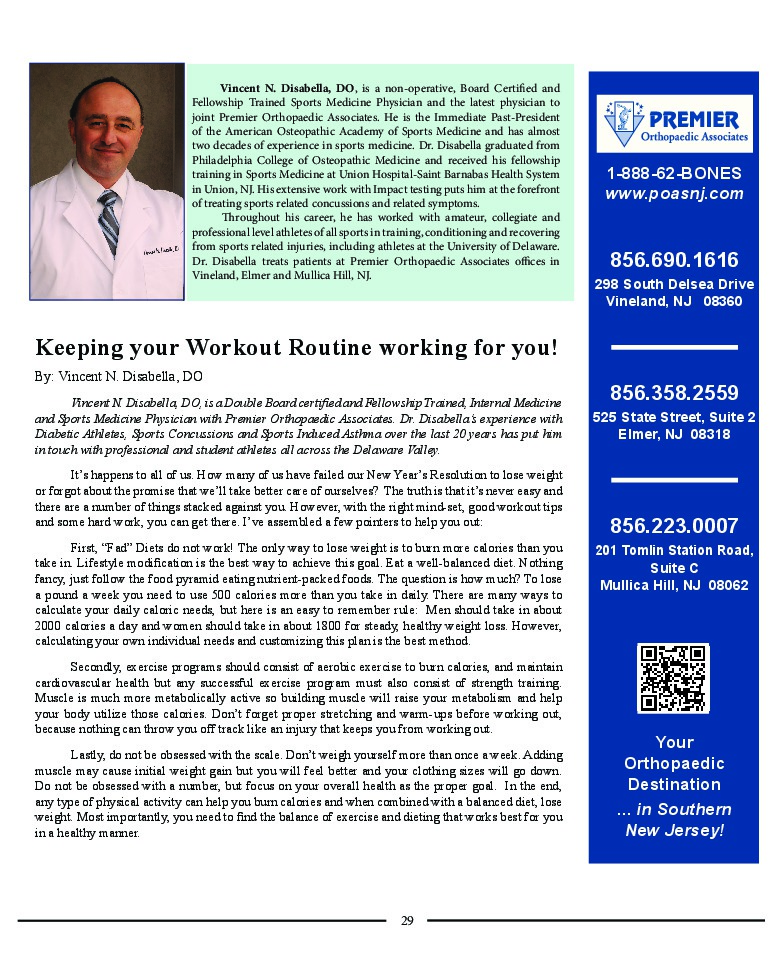 Vincent N. Disabella, DO, is a non-operative, Board Certified and
Fellowship Trained Sports Medicine Physician and the latest physician to
joint Premier Orthopaedic Associates. He is the Immediate Past-President
of the American Osteopathic Academy of Sports Medicine and has almost
two decades of experience in sports medicine. Dr. Disabella graduated from
Philadelphia College of Osteopathic Medicine and received his fellowship
training in Sports Medicine at Union Hospital-Saint Barnabas Health System
in Union, NJ. His extensive work with Impact testing puts him at the forefront
of treating sports related concussions and related symptoms.
Throughout his career, he has worked with amateur, collegiate and
professional level athletes of all sports in training, conditioning and recovering
from sports related injuries, including athletes at the University of Delaware.
Dr. Disabella treats patients at Premier Orthopaedic Associates offices in
Vineland, Elmer and Mullica Hill, NJ.
Keeping your Workout Routine working for you!
By: Vincent N. Disabella, DO
Vincent N. Disabella, DO, is a Double Board certified and Fellowship Trained, Internal Medicine
and Sports Medicine Physician with Premier Orthopaedic Associates. Dr. Disabella's experience with
Diabetic Athletes, Sports Concussions and Sports Induced Asthma over the last 20 years has put him
in touch with professional and student athletes all across the Delaware Valley.
It's happens to all of us. How many of us have failed our New Year's Resolution to lose weight
or forgot about the promise that we'll take better care of ourselves? The truth is that it's never easy and
there are a number of things stacked against you. However, with the right mind-set, good workout tips
and some hard work, you can get there. I've assembled a few pointers to help you out:
First, "Fad" Diets do not work! The only way to lose weight is to burn more calories than you
take in. Lifestyle modification is the best way to achieve this goal. Eat a well-balanced diet. Nothing
fancy, just follow the food pyramid eating nutrient-packed foods. The question is how much? To lose
a pound a week you need to use 500 calories more than you take in daily. There are many ways to
calculate your daily caloric needs, but here is an easy to remember rule: Men should take in about
2000 calories a day and women should take in about 1800 for steady, healthy weight loss. However,
calculating your own individual needs and customizing this plan is the best method.
Secondly, exercise programs should consist of aerobic exercise to burn calories, and maintain
cardiovascular health but any successful exercise program must also consist of strength training.
Muscle is much more metabolically active so building muscle will raise your metabolism and help
your body utilize those calories. Don't forget proper stretching and warm-ups before working out,
because nothing can throw you off track like an injury that keeps you from working out.
Lastly, do not be obsessed with the scale. Don't weigh yourself more than once a week. Adding
muscle may cause initial weight gain but you will feel better and your clothing sizes will go down.
Do not be obsessed with a number, but focus on your overall health as the proper goal. In the end,
any type of physical activity can help you burn calories and when combined with a balanced diet, lose
weight. Most importantly, you need to find the balance of exercise and dieting that works best for you
in a healthy manner.
PREMIER
Orthopaedic Associates
1-888-62-BONES
www.poasnj.com
856.690.1616
298 South Delsea Drive
Vineland, NJ 08360
856.358.2559
525 State Street, Suite 2
Elmer, NJ 08318
856.223.0007
201 Tomlin Station Road,
Suite C
Mullica Hill, NJ 08062
Your
Orthopaedic
Destination
... in Southern
New Jersey!
29